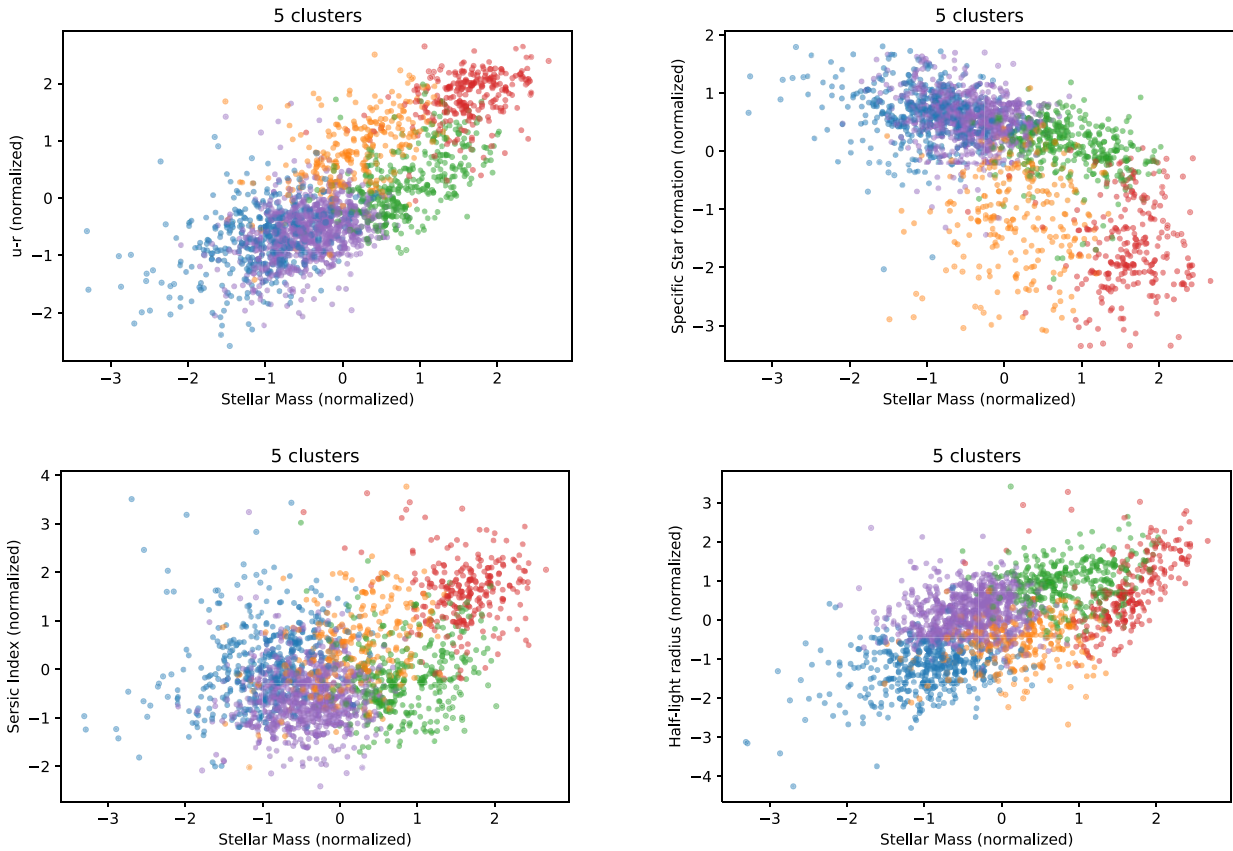 5 clusters
2
1
0
−1
−2
u-r (normalized)
−3 −2 −1 0 1 2
Stellar Mass (normalized)
5 clusters
2
1
0
−1
−2
−3
Specific Star formation (normalized)
−3 −2 −1 0 1 2
Stellar Mass (normalized)
5 clusters
4
3
2
1
0
−1
−2
Sersic Index (normalized)
−3 −2 −1 0 1 2
Stellar Mass (normalized)
5 clusters
3
2
1
0
−1
−2
−3
−4
Half-light radius (normalized)
−3 −2 −1 0 1 2
Stellar Mass (normalized)